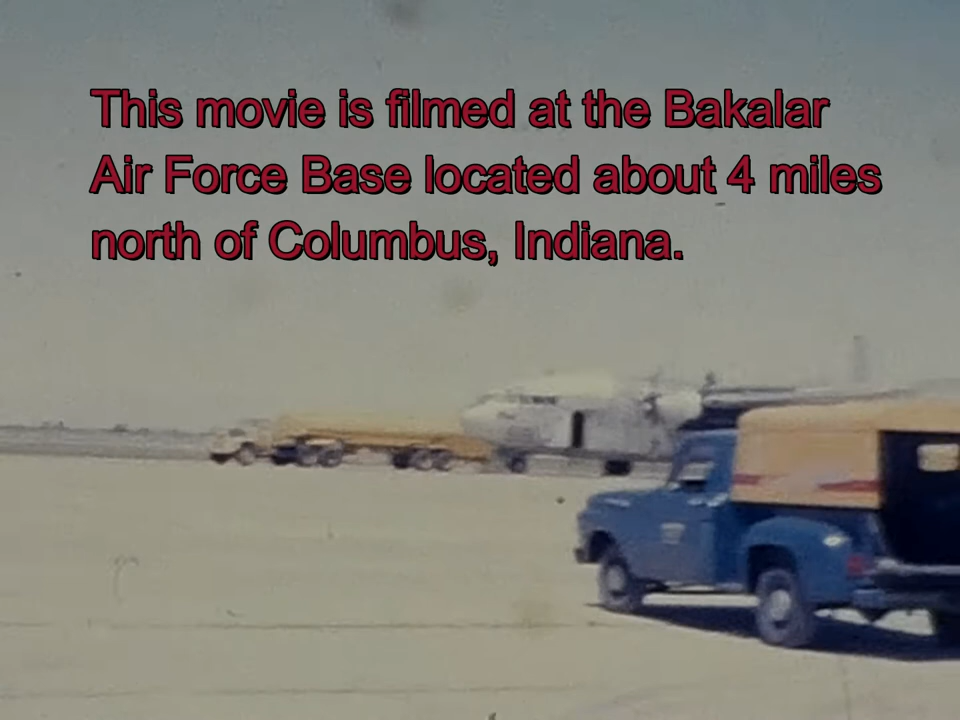 This movie is filmed at the Bakalar
Air Force Base located about 4 miles
north of Columbus, Indiana.